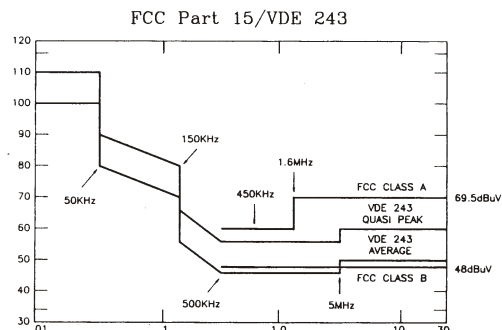 FCC Part 15/VDE 243
120
110
100
90
80
70
60
50
40
30
150KHz
1.6MHz
50KHz
450KHz
FCC CLASS A
69.5dBuV
VDE 243
QUASI PEAK
VDE 243
AVERAGE
48dBuV
FCC CLASS B
500KHz
5MHz
.01
.1
1.0
10
30